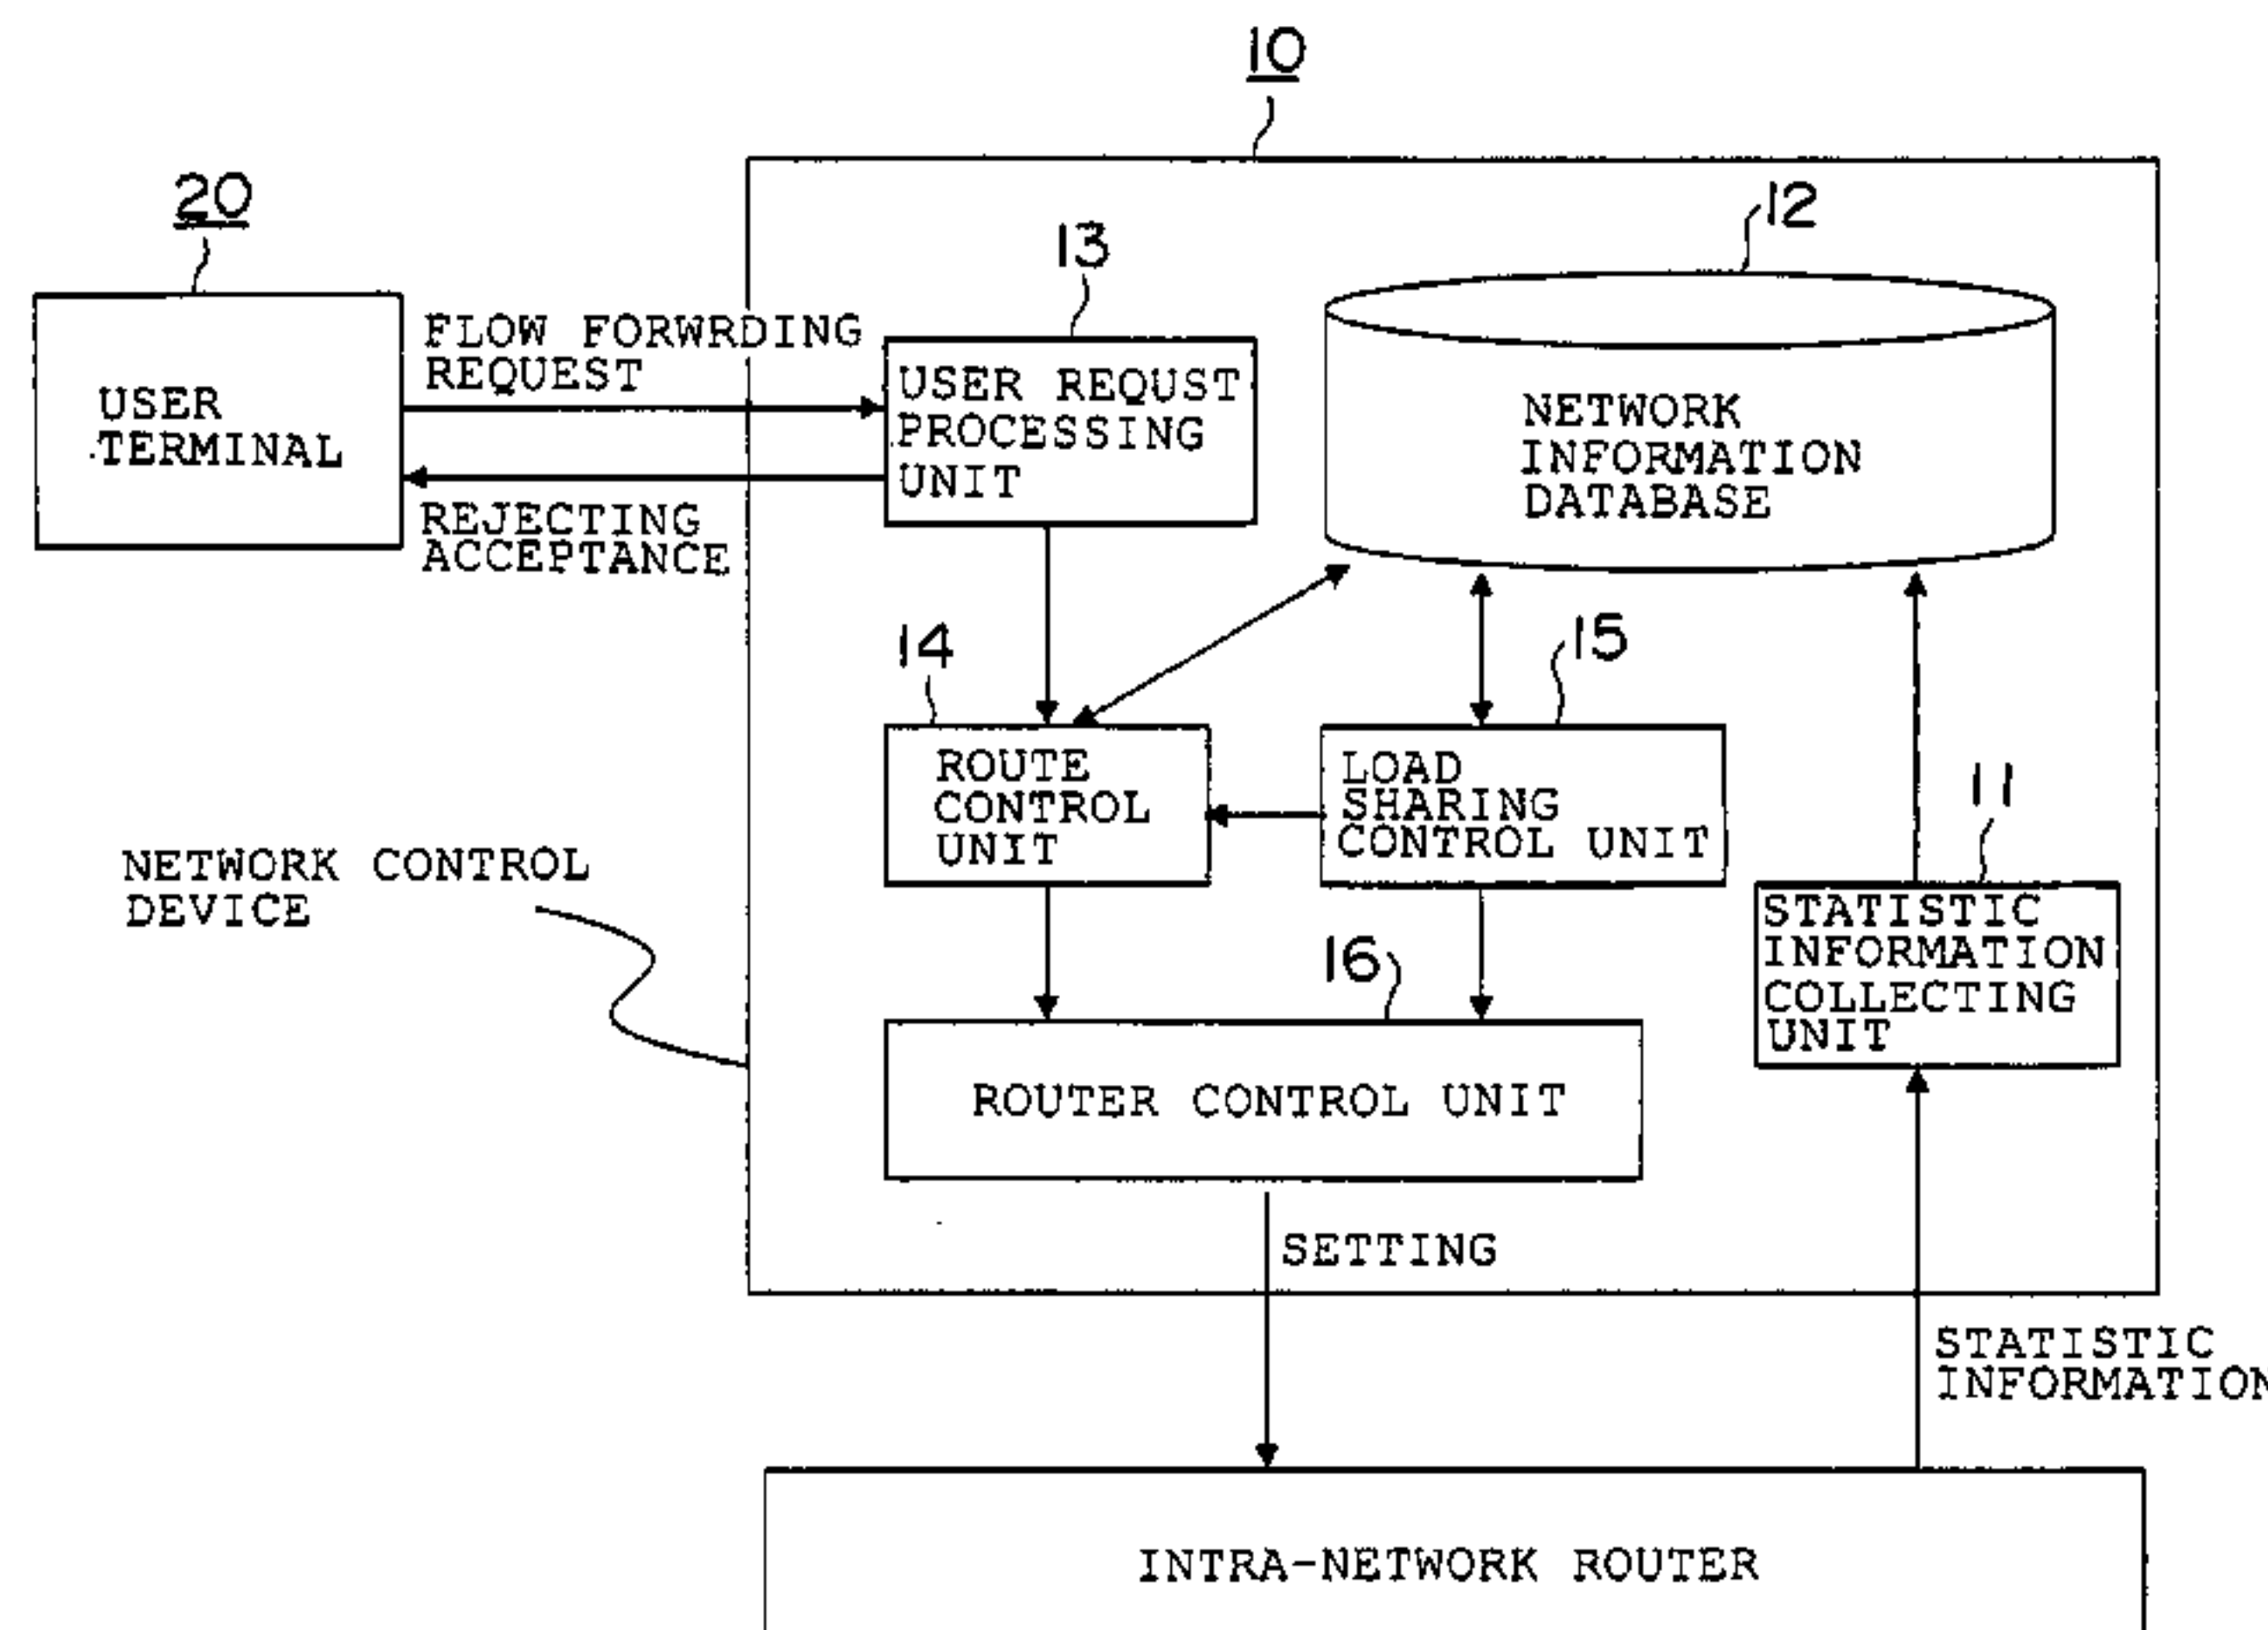 10
20
12
13
FLOW FORWRDING
REQUEST
USER
TERMINAL
USER REQUST
PROCESSING
UNIT
NETWORK
INFORMATION
DATABASE
REJECTING
ACCEPTANCE
14
15
ROUTE
CONTROL
UNIT
LOAD
SHARING
CONTROL UNIT
11
NETWORK CONTROL
DEVICE
STATISTIC
INFORMATION
COLLECTING
UNIT
16
ROUTER CONTROL UNIT
SETTING
STATISTIC
INFORMATION
INTRA-NETWORK ROUTER